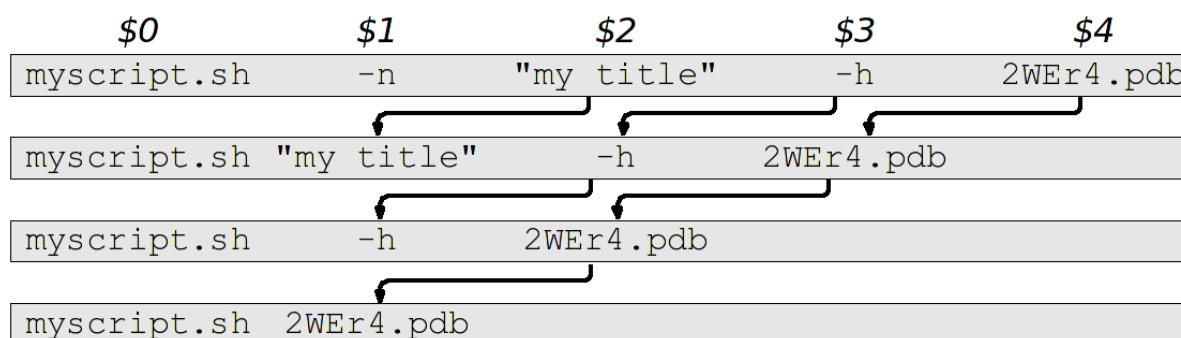 $0 $1 $2 $3 $4
myscript.sh -n "my title" -h 2WEr4.pdb
myscript.sh "my title" -h 2WEr4.pdb
myscript.sh -h 2WEr4.pdb
myscript.sh 2WEr4.pdb